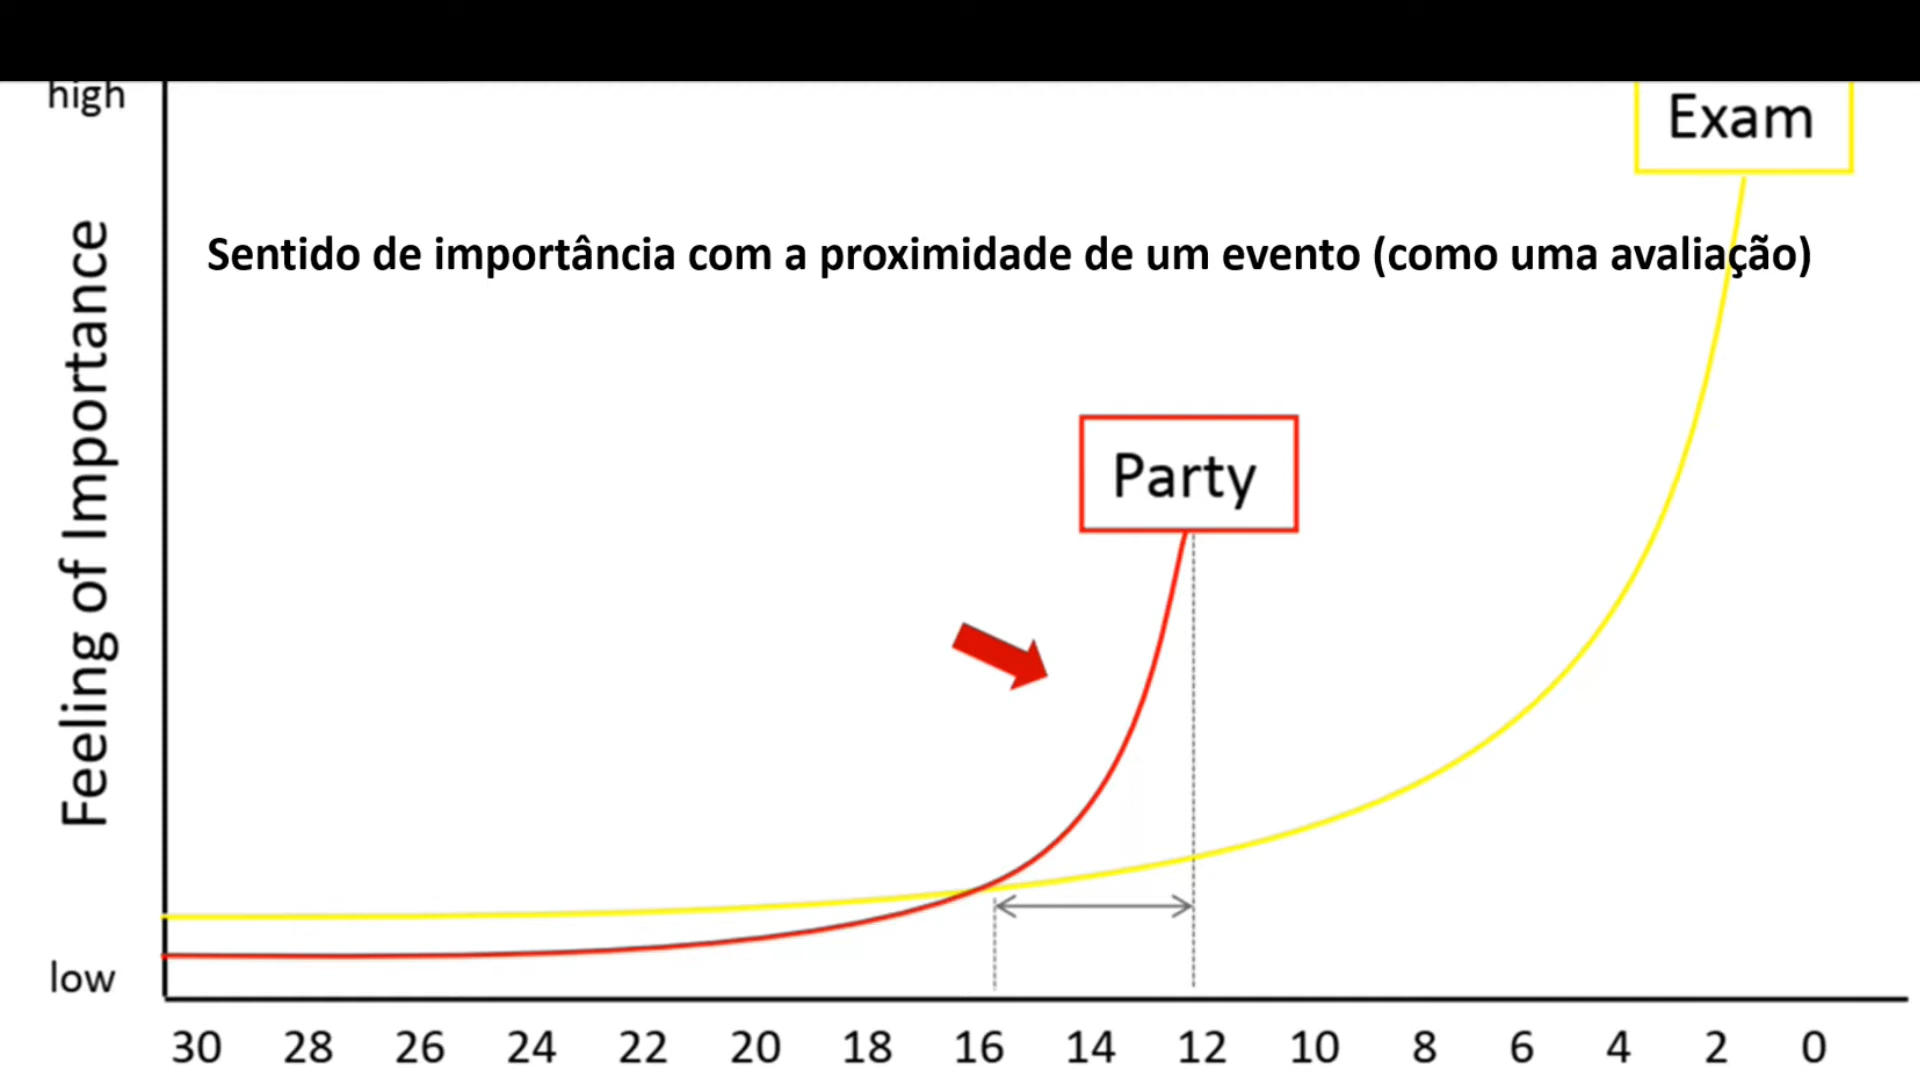 high
Exam
Sentido de importância com a proximidade de um evento (como uma avaliação)
Feeling of Importance
Party
low
30 28 26 24 22 20 18 16 14 12 10 8 6 4 2 0